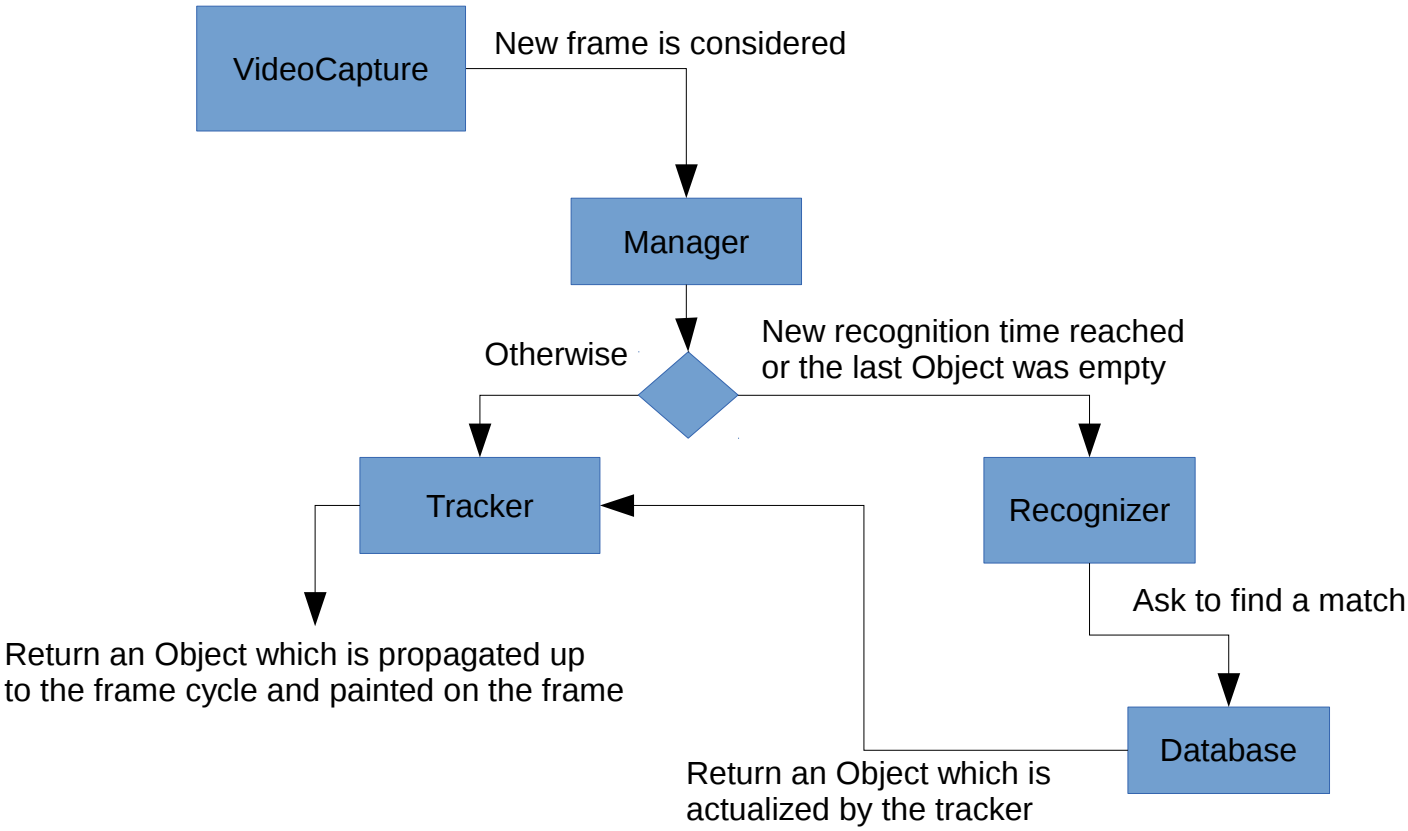 VideoCapture
New frame is considered
Manager
Otherwise
New recognition time reached
or the last Object was empty
Tracker
Recognizer
Ask to find a match
Return an Object which is propagated up
to the frame cycle and painted on the frame
Database
Return an Object which is
actualized by the tracker